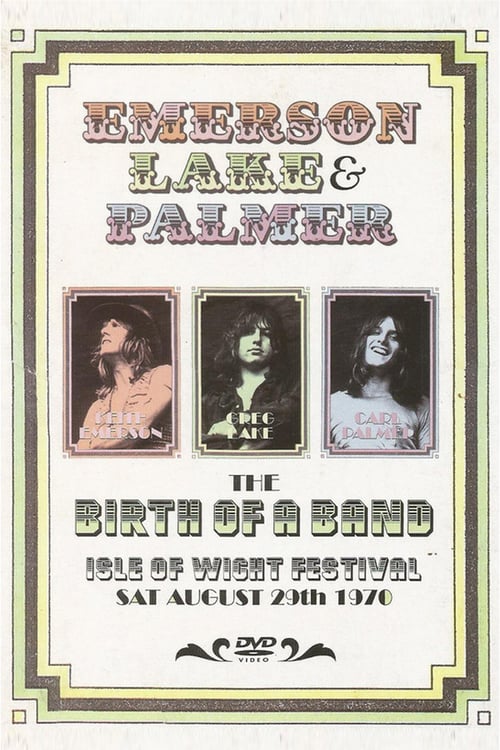 EMERSON
LAKE &
PALMER
KEITH
EMERSON
GREG
LAKE
CARL
PALMER
THE
BIRTH OF A BAND
ISLE OF WIGHT FESTIVAL
SAT AUGUST 29th 1970
DVD
VIDEO